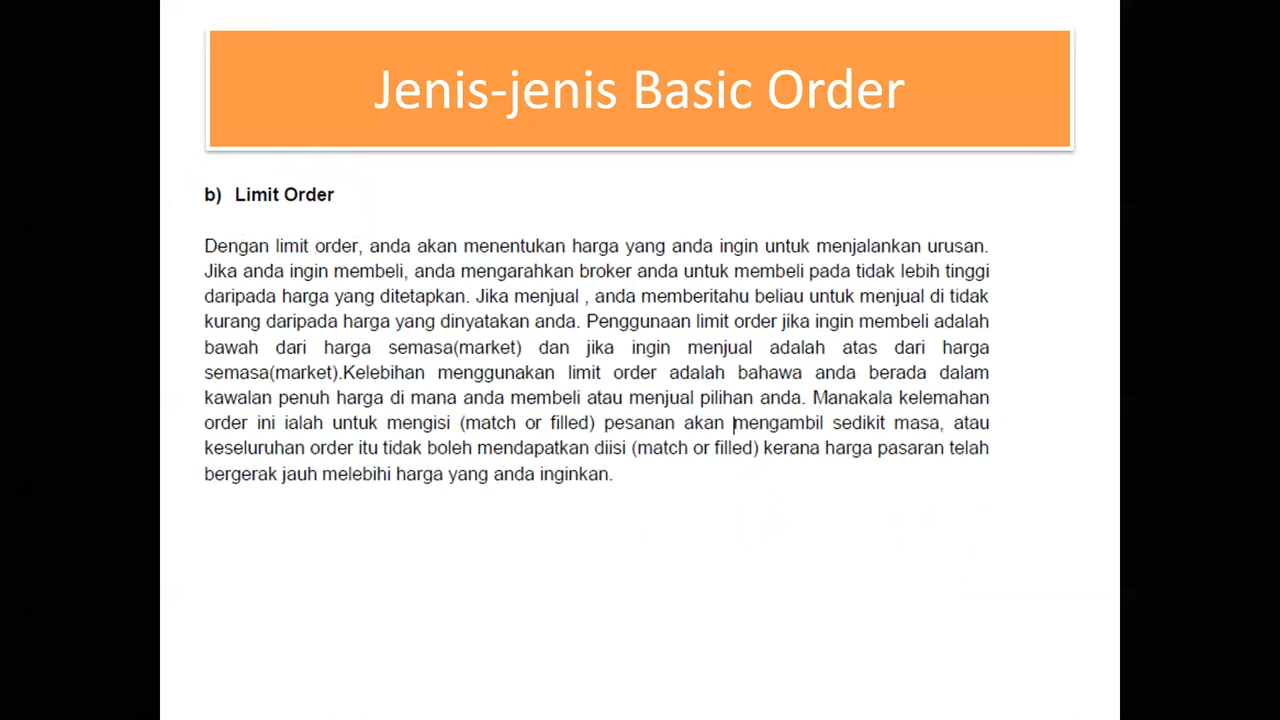 Jenis-jenis Basic Order
b) Limit Order
Dengan limit order, anda akan menentukan harga yang anda ingin untuk menjalankan urusan.
Jika anda ingin membeli, anda mengarahkan broker anda untuk membeli pada tidak lebih tinggi
daripada harga yang ditetapkan. Jika menjual , anda memberitahu beliau untuk menjual di tidak
kurang daripada harga yang dinyatakan anda. Penggunaan limit order jika ingin membeli adalah
bawah dari harga semasa(market) dan jika ingin menjual adalah atas dari harga
semasa(market).Kelebihan menggunakan limit order adalah bahawa anda berada dalam
kawalan penuh harga di mana anda membeli atau menjual pilihan anda. Manakala kelemahan
order ini ialah untuk mengisi (match or filled) pesanan akan mengambil sedikit masa, atau
keseluruhan order itu tidak boleh mendapatkan diisi (match or filled) kerana harga pasaran telah
bergerak jauh melebihi harga yang anda inginkan.